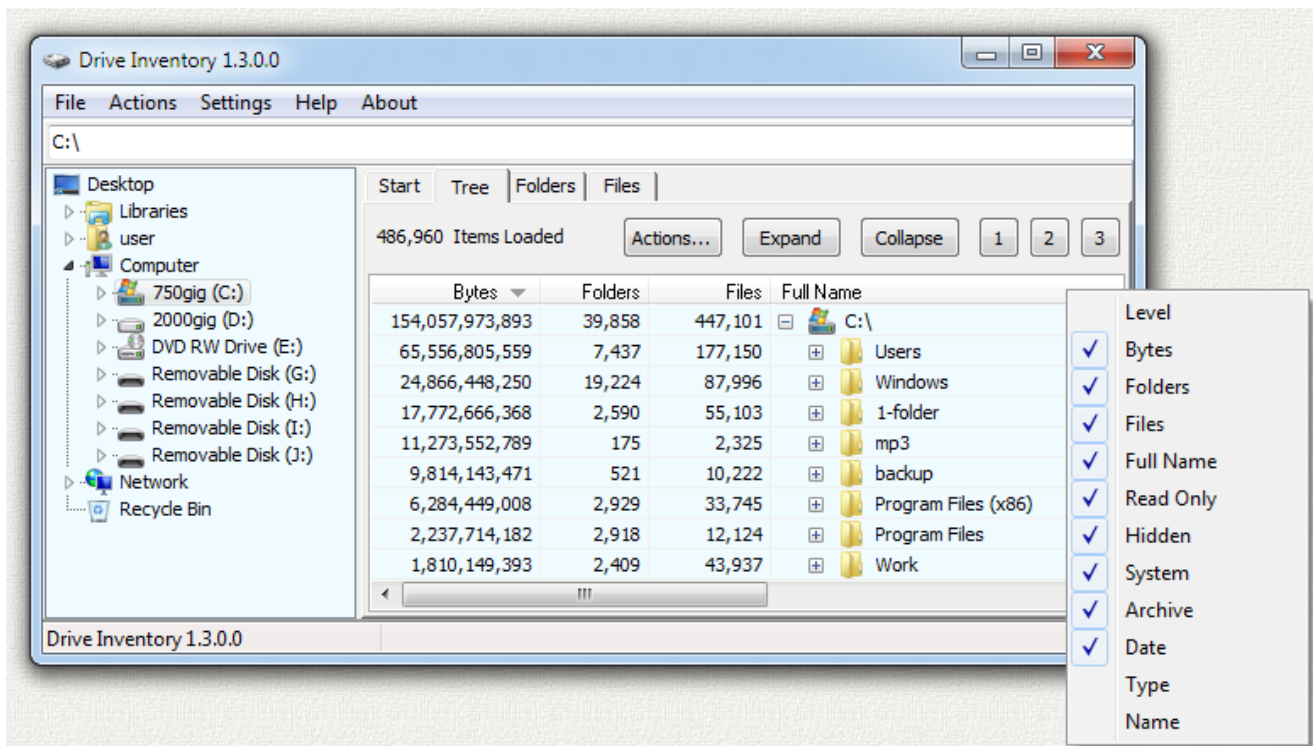 Drive Inventory 1.3.0.0
File Actions Settings Help About
C:\
Desktop
Libraries
user
Computer
750gig (C:)
2000gig (D:)
DVD RW Drive (E:)
Removable Disk (G:)
Removable Disk (H:)
Removable Disk (I:)
Removable Disk (J:)
Network
Recycle Bin
Start Tree Folders Files
486,960 Items Loaded Actions... Expand Collapse 1 2 3
Bytes Folders Files Full Name
154,057,973,893 39,858 447,101 C:\
65,556,805,559 7,437 177,150 Users
24,866,448,250 19,224 87,996 Windows
17,772,666,368 2,590 55,103 1-folder
11,273,552,789 175 2,325 mp3
9,814,143,471 521 10,222 backup
6,284,449,008 2,929 33,745 Program Files (x86)
2,237,714,182 2,918 12,124 Program Files
1,810,149,393 2,409 43,937 Work
Level
Bytes
Folders
Files
Full Name
Read Only
Hidden
System
Archive
Date
Type
Name
Drive Inventory 1.3.0.0